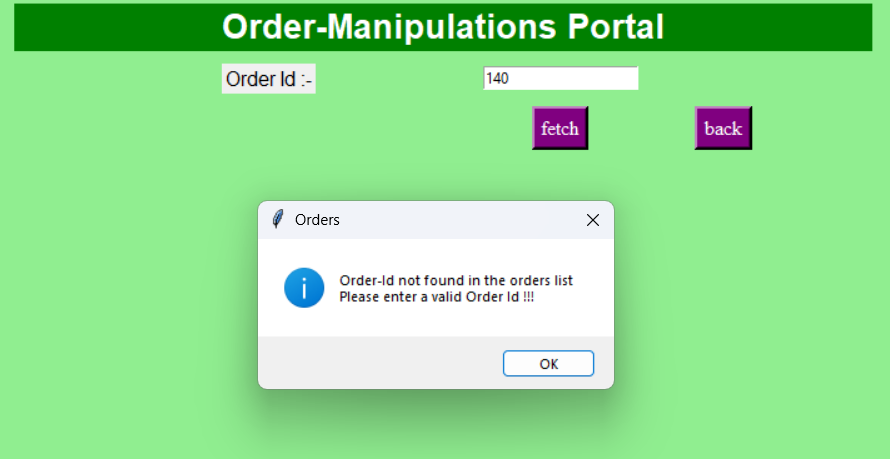 Order-Manipulations Portal
Order Id :-
140
fetch
back
Orders
Order-Id not found in the orders list
Please enter a valid Order Id !!!
OK